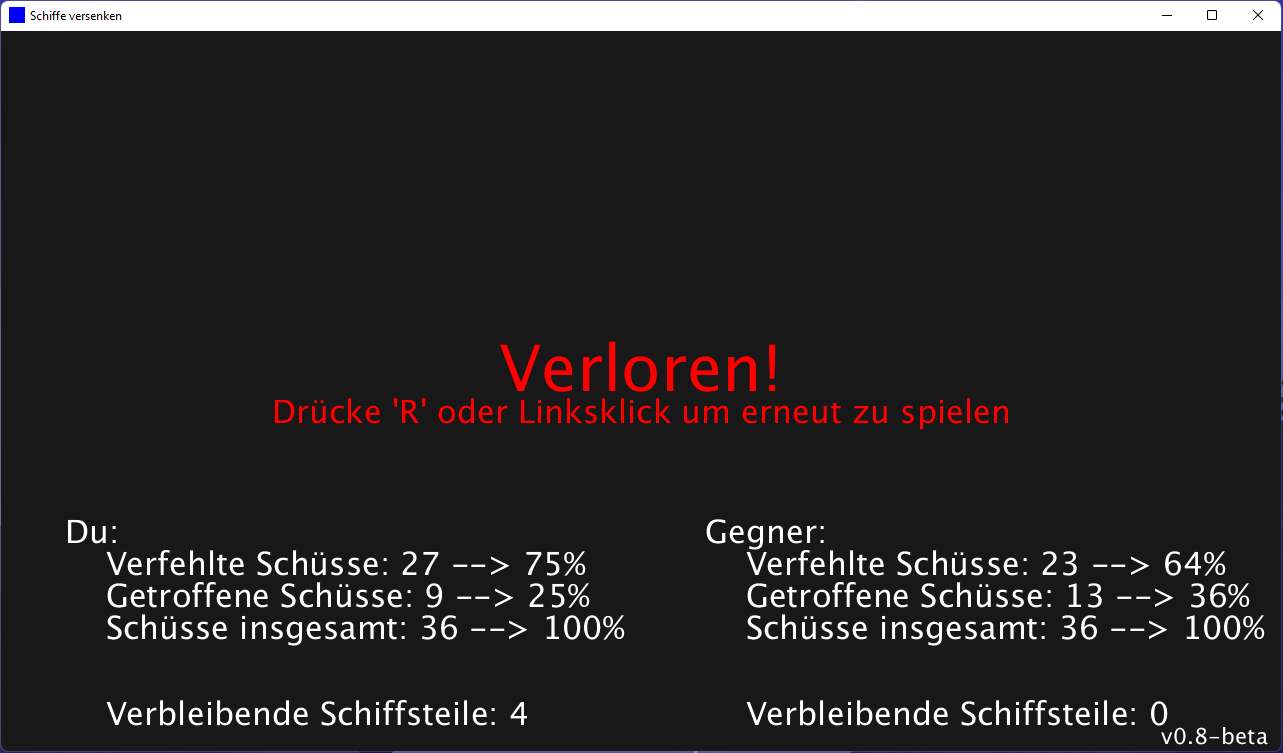 Schiffe versenken
Verloren!
Drücke 'R' oder Linksklick um erneut zu spielen
Du:
Verfehlte Schüsse: 27 --> 75%
Getroffene Schüsse: 9 --> 25%
Schüsse insgesamt: 36 --> 100%
Verbleibende Schiffsteile: 4
Gegner:
Verfehlte Schüsse: 23 --> 64%
Getroffene Schüsse: 13 --> 36%
Schüsse insgesamt: 36 --> 100%
Verbleibende Schiffsteile: 0
v0.8-beta